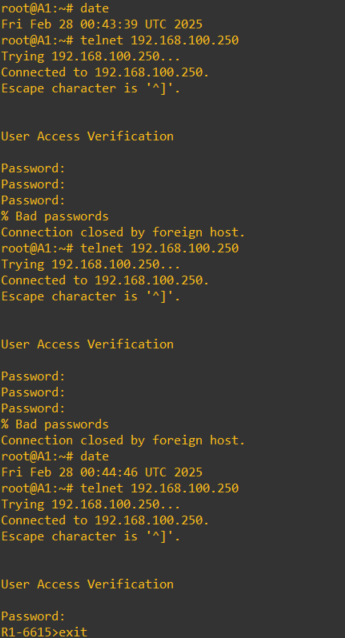 root@A1:~# date
Fri Feb 28 00:43:39 UTC 2025
root@A1:~# telnet 192.168.100.250
Trying 192.168.100.250...
Connected to 192.168.100.250.
Escape character is '^]'.
User Access Verification
Password:
Password:
Password:
% Bad passwords
Connection closed by foreign host.
root@A1:~# telnet 192.168.100.250
Trying 192.168.100.250...
Connected to 192.168.100.250.
Escape character is '^]'.
User Access Verification
Password:
Password:
Password:
% Bad passwords
Connection closed by foreign host.
root@A1:~# date
Fri Feb 28 00:44:46 UTC 2025
root@A1:~# telnet 192.168.100.250
Trying 192.168.100.250...
Connected to 192.168.100.250.
Escape character is '^]'.
User Access Verification
Password:
R1-6615>exit